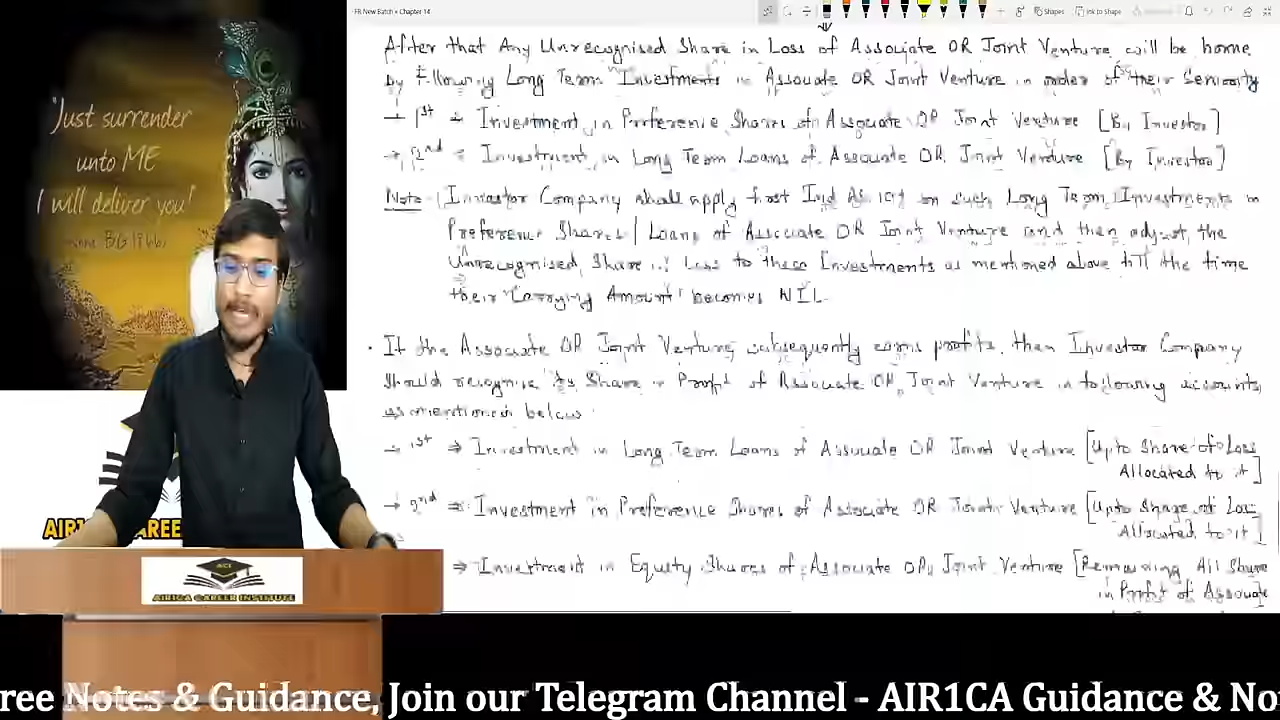 FR New Batch • Chapter 14
Shapes
Ink to Shape
After that Any Unrecognised Share in Loss of Associate OR Joint Venture will be
by Following Long Term Investments in Associate OR Joint Venture in order of their Seniority
→ 1st ⇒ Investment in Preference Shares of Associate OR Joint Venture [By Investor]
→ 2nd ⇒ Investment in Long Term Loans of Associate OR Joint Venture [By Investor]
Note: Investor Company shall apply first Ind AS 109 on such Long Term Investments in
Preference Shares / Loans of Associate OR Joint Venture and then adjust the
Unrecognised Share in Loss to these Investments as mentioned above till the time
their Carrying Amount becomes NIL.
• If the Associate OR Joint Venture subsequently earns profits, then Investor Company
should recognise its Share in Profit of Associate OR Joint Venture in following accounts
as mentioned below
→ 1st ⇒ Investment in Long Term Loans of Associate OR Joint Venture [Upto Share of Loss
Allocated to it]
→ 2nd ⇒ Investment in Preference Shares of Associate OR Joint Venture [Upto Share of Loss
Allocated to it]
⇒ Investment in Equity Shares of Associate OR Joint Venture [Remaining All Share
in Profit of Associate
"Just surrender
unto ME
I will deliver you!"
ACI
AIR1CA CAREER INSTITUTE
ree Notes & Guidance, Join our Telegram Channel - AIR1CA Guidance & No